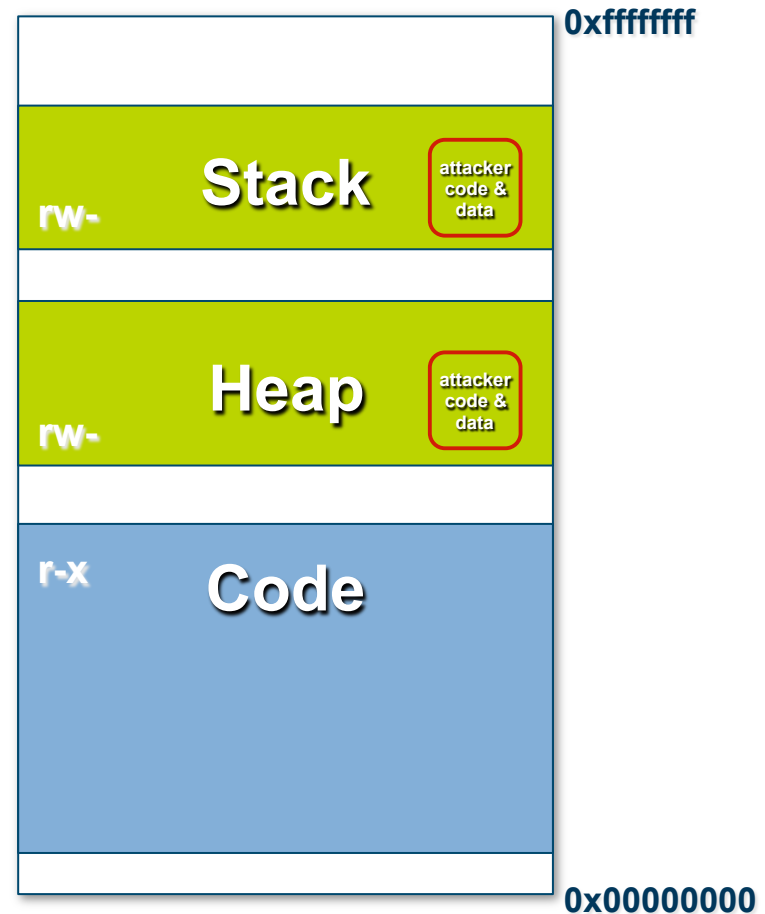 0xffffffff
Stack
attacker
code &
data
rw-
Heap
attacker
code &
data
rw-
r-x
Code
0x00000000